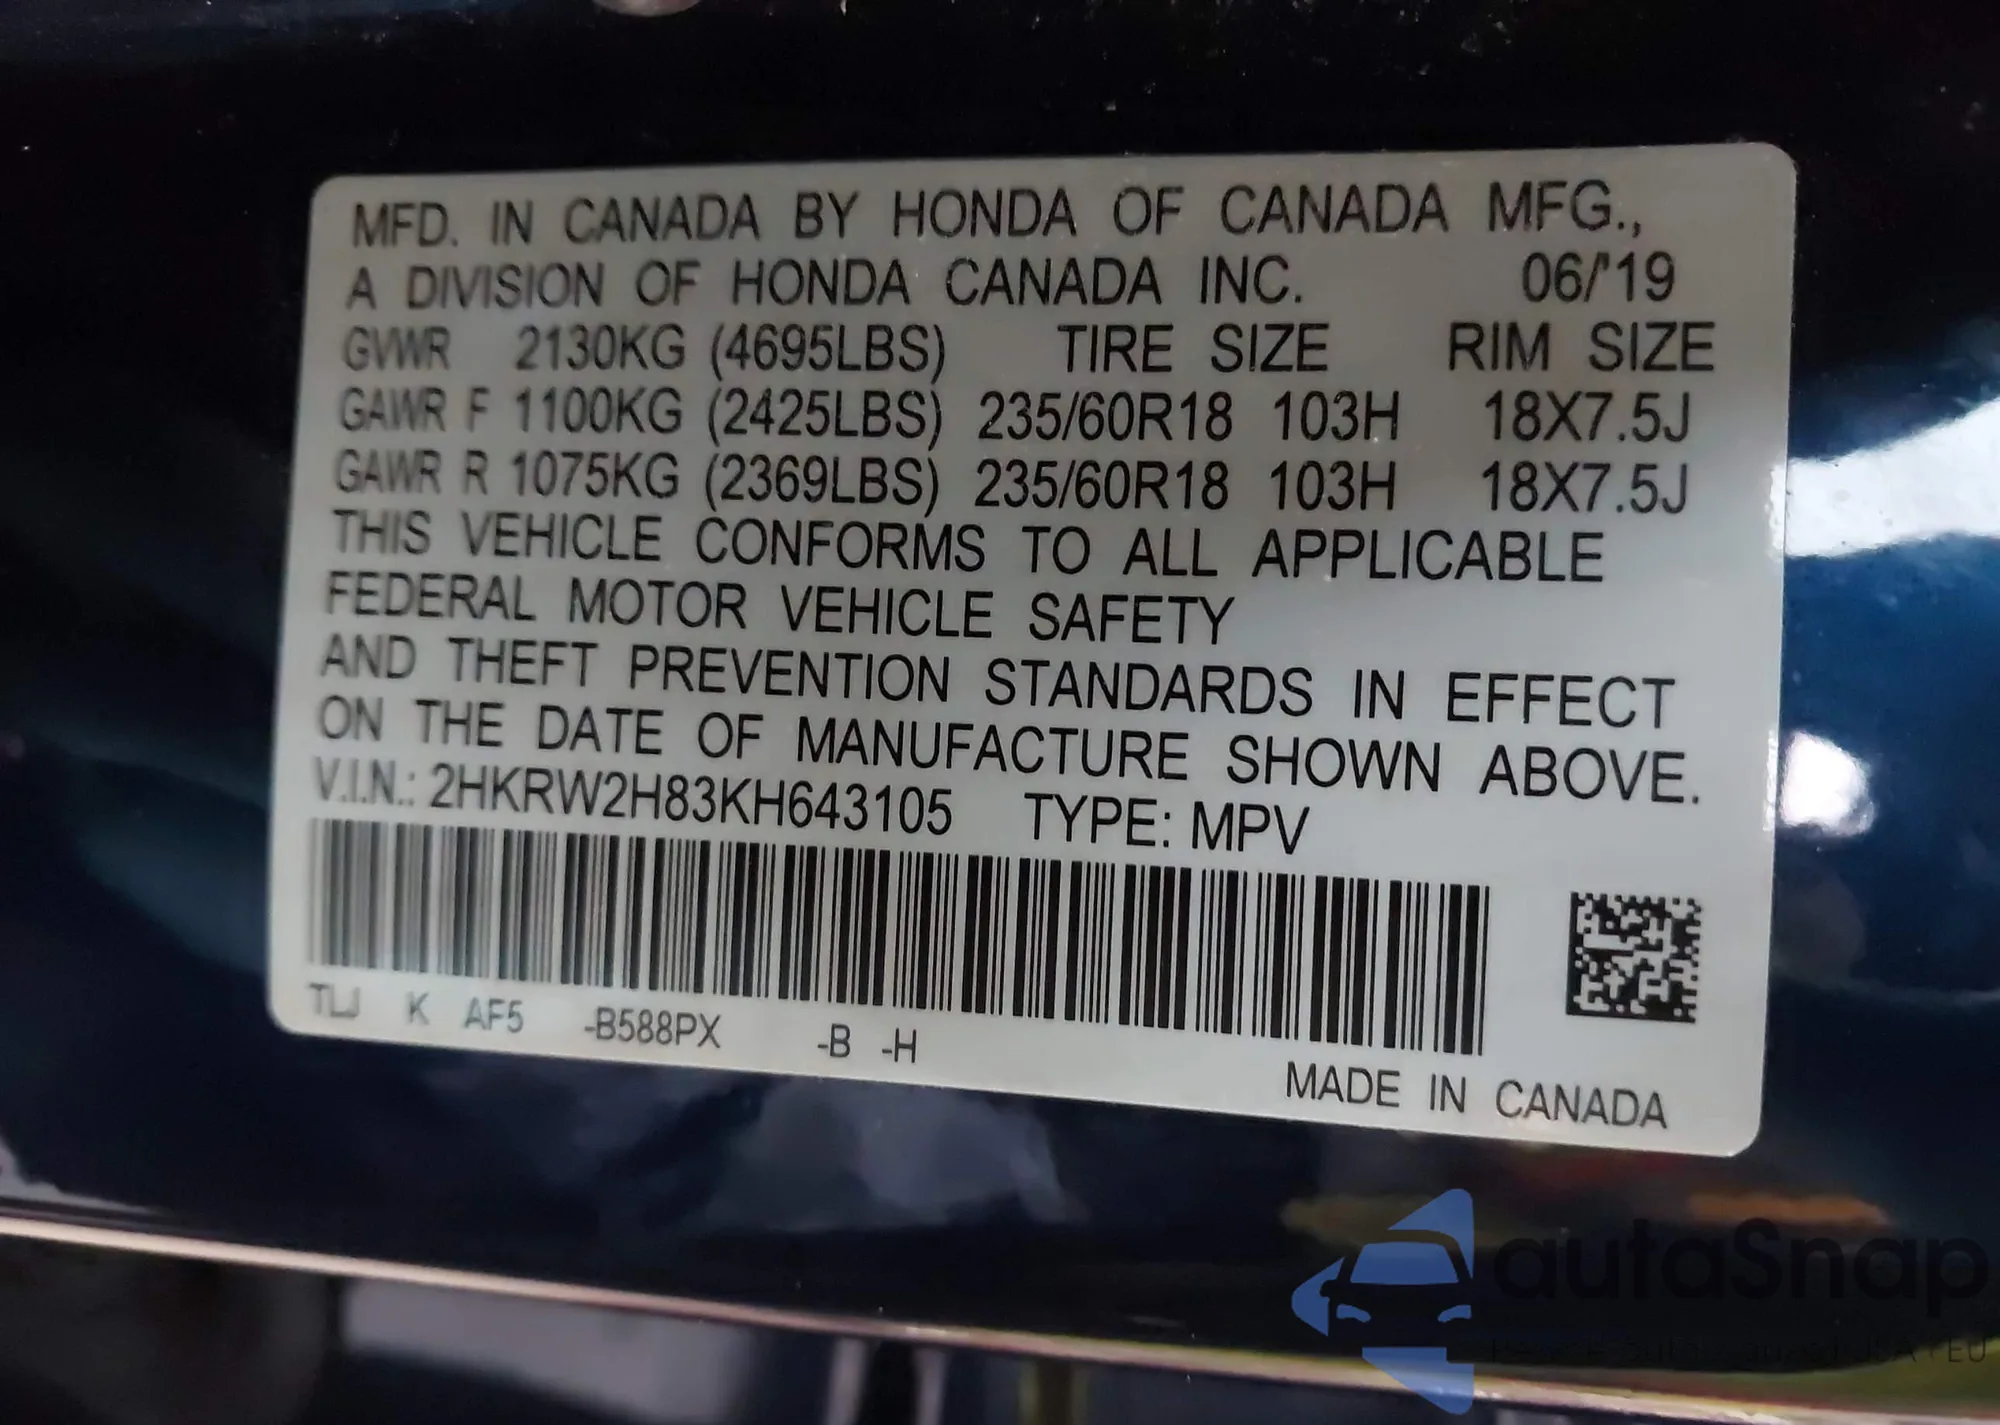 MFD. IN CANADA BY HONDA OF CANADA MFG.,
A DIVISION OF HONDA CANADA INC. 06/'19
GVWR 2130KG (4695LBS) TIRE SIZE RIM SIZE
GAWR F 1100KG (2425LBS) 235/60R18 103H 18X7.5J
GAWR R 1075KG (2369LBS) 235/60R18 103H 18X7.5J
THIS VEHICLE CONFORMS TO ALL APPLICABLE
FEDERAL MOTOR VEHICLE SAFETY
AND THEFT PREVENTION STANDARDS IN EFFECT
ON THE DATE OF MANUFACTURE SHOWN ABOVE.
V.I.N.: 2HKRW2H83KH643105 TYPE: MPV
TLJ K AF5 -B588PX -B -H
MADE IN CANADA
autaSnap